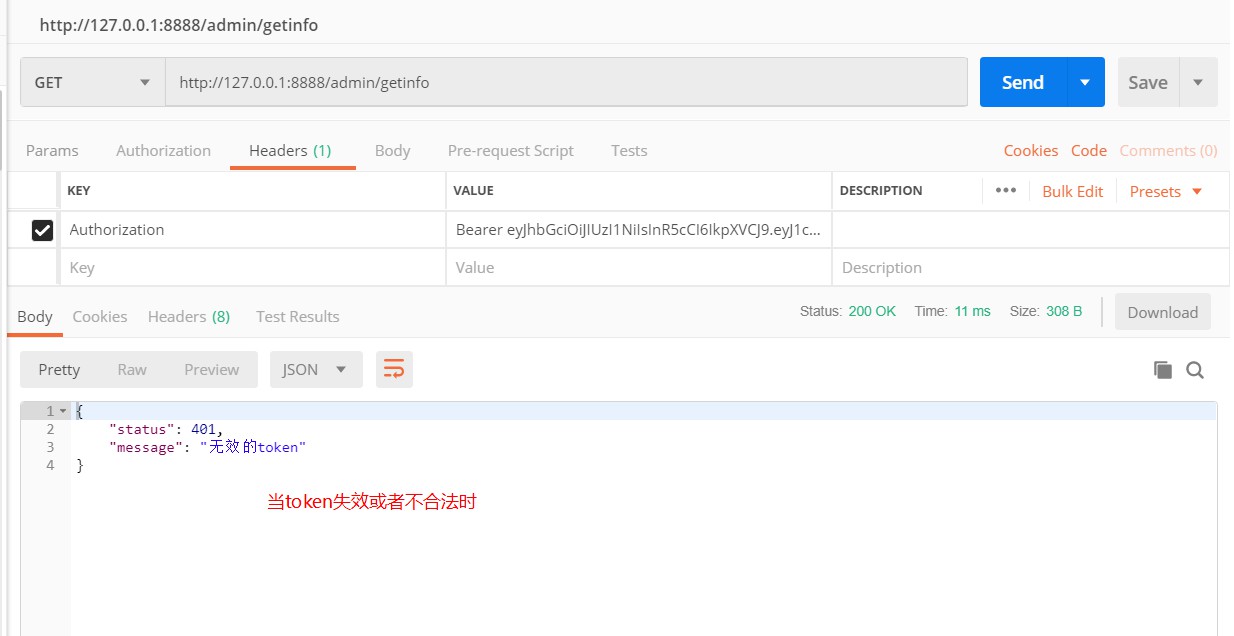 http://127.0.0.1:8888/admin/getinfo
GET http://127.0.0.1:8888/admin/getinfo Send Save
Params Authorization Headers (1) Body Pre-request Script Tests Cookies Code Comments (0)
KEY VALUE DESCRIPTION ••• Bulk Edit Presets
Authorization Bearer eyJhbGciOiJIUzI1NiIsInR5cCI6IkpXVCJ9.eyJ1c...
Key Value Description
Body Cookies Headers (8) Test Results Status: 200 OK Time: 11 ms Size: 308 B Download
Pretty Raw Preview JSON
1 {
2 "status": 401,
3 "message": "无效的token"
4 }
当token失效或者不合法时